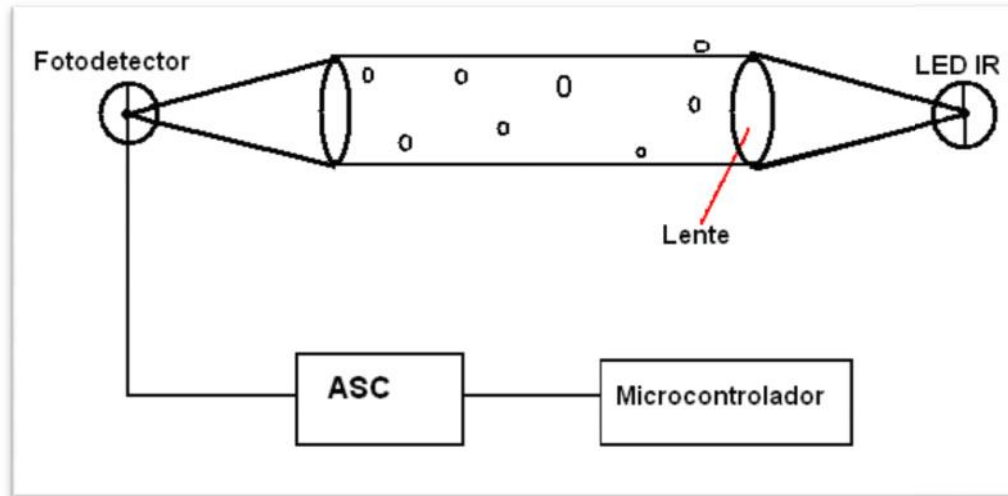 Fotodetector
LED IR
Lente
ASC
Microcontrolador